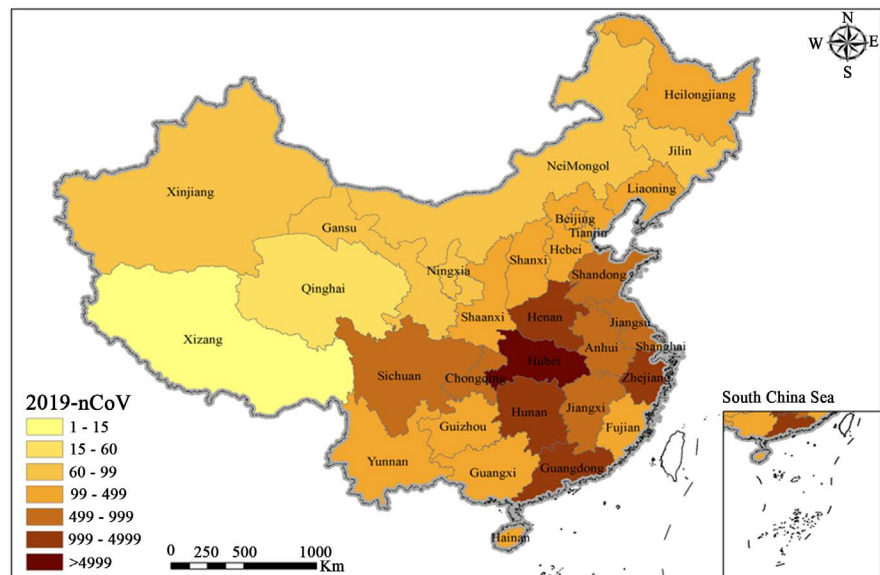 N
W E
S
Heilongjiang
Jilin
NeiMongol
Liaoning
Xinjiang
Beijing
Tianjin
Gansu
Hebei
Shanxi
Ningxia
Shandong
Qinghai
Shaanxi
Henan
Jiangsu
Xizang
Shanghai
Anhui
Hubei
Sichuan
Chongqing
Zhejiang
2019-nCoV
1 - 15
15 - 60
60 - 99
99 - 499
499 - 999
999 - 4999
>4999
Hunan
Jiangxi
Guizhou
Fujian
Yunnan
Guangxi
Guangdong
Hainan
South China Sea
0 250 500 1000
Km